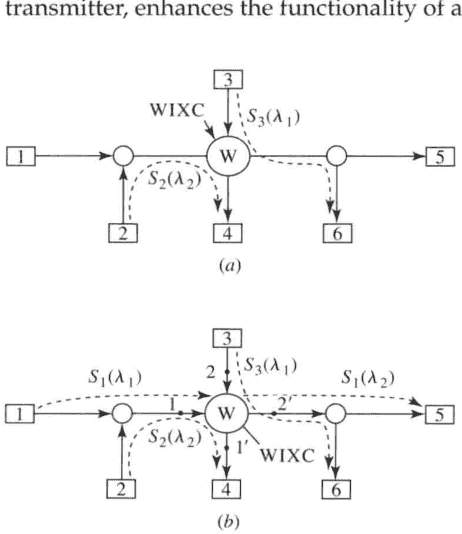 transmitter, enhances the functionality of a
3
WIXC
S₃(λ₁)
1
W
5
S₂(λ₂)
2
4
6
(a)
3
S₁(λ₁)
2
S₃(λ₁)
S₁(λ₂)
1
1
W
2′
5
S₂(λ₂)
1′
WIXC
2
4
6
(b)